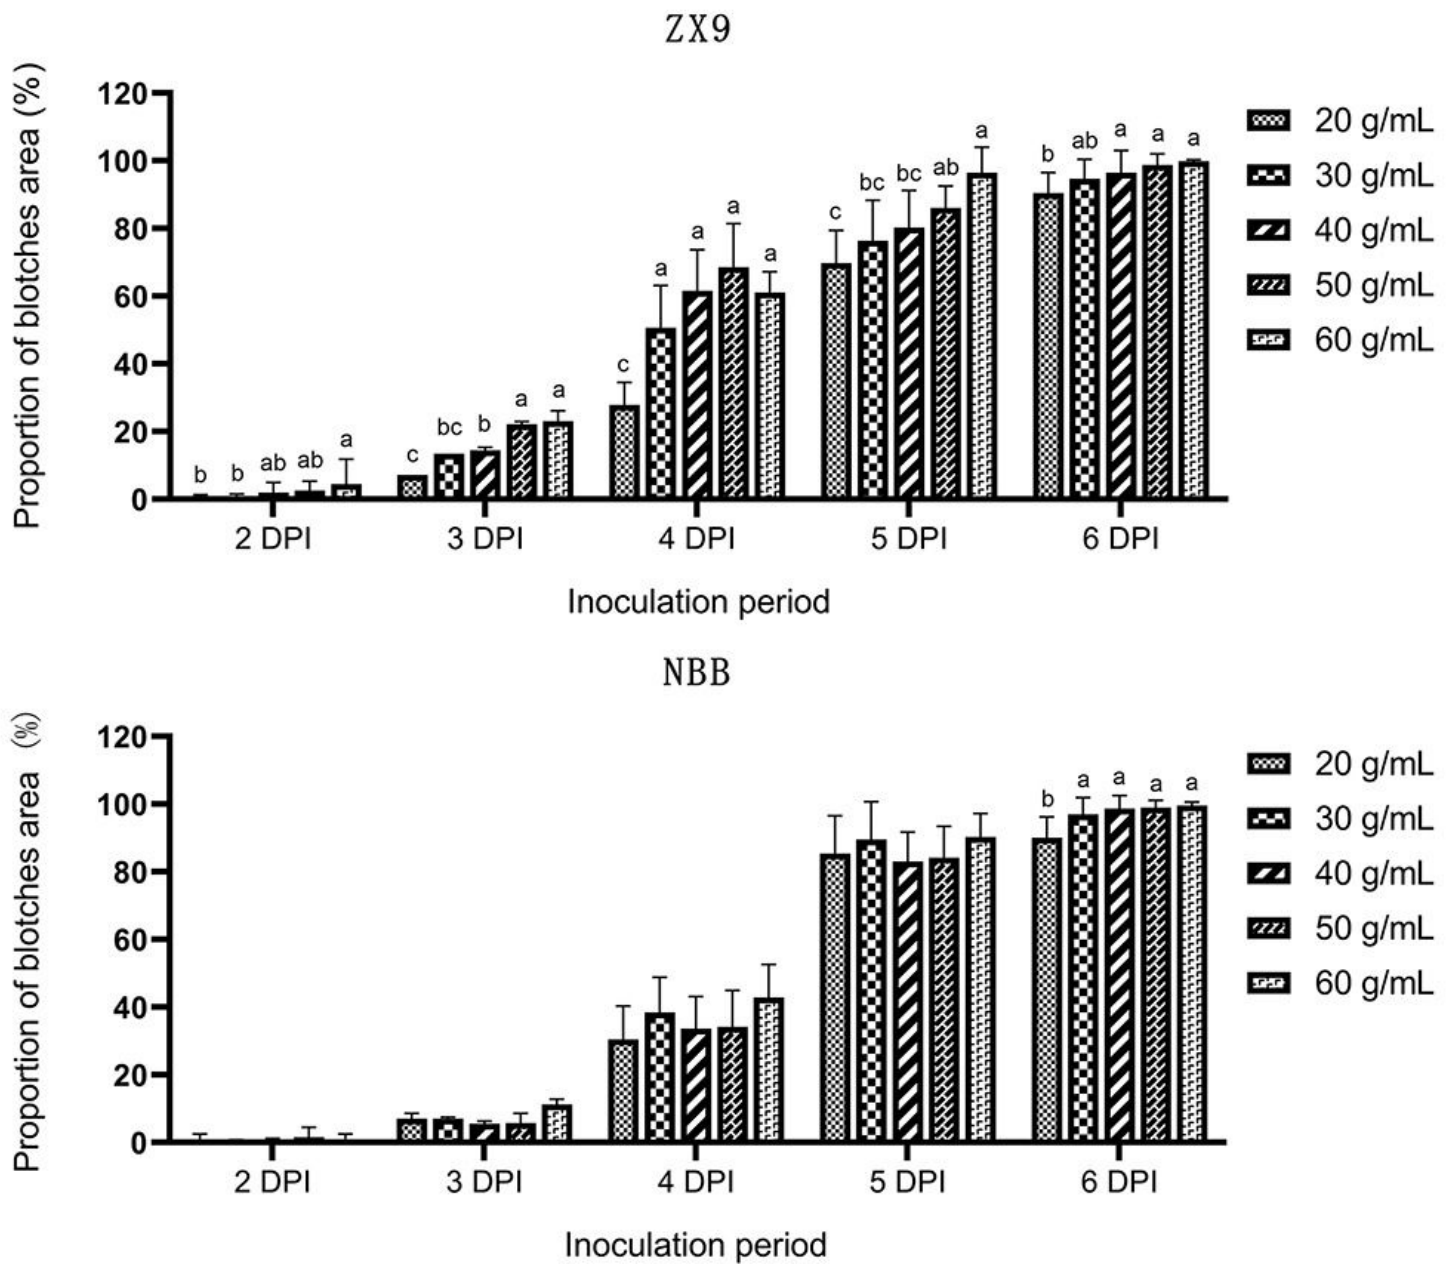 ZX9
Proportion of blotches area (%)
120
100
80
60
40
20
0
b b ab ab a
c bc b a a
c a a a a
c bc bc ab a
b ab a a a
2 DPI 3 DPI 4 DPI 5 DPI 6 DPI
Inoculation period
20 g/mL
30 g/mL
40 g/mL
50 g/mL
60 g/mL
NBB
Proportion of blotches area (%)
120
100
80
60
40
20
0
b a a a a
2 DPI 3 DPI 4 DPI 5 DPI 6 DPI
Inoculation period
20 g/mL
30 g/mL
40 g/mL
50 g/mL
60 g/mL